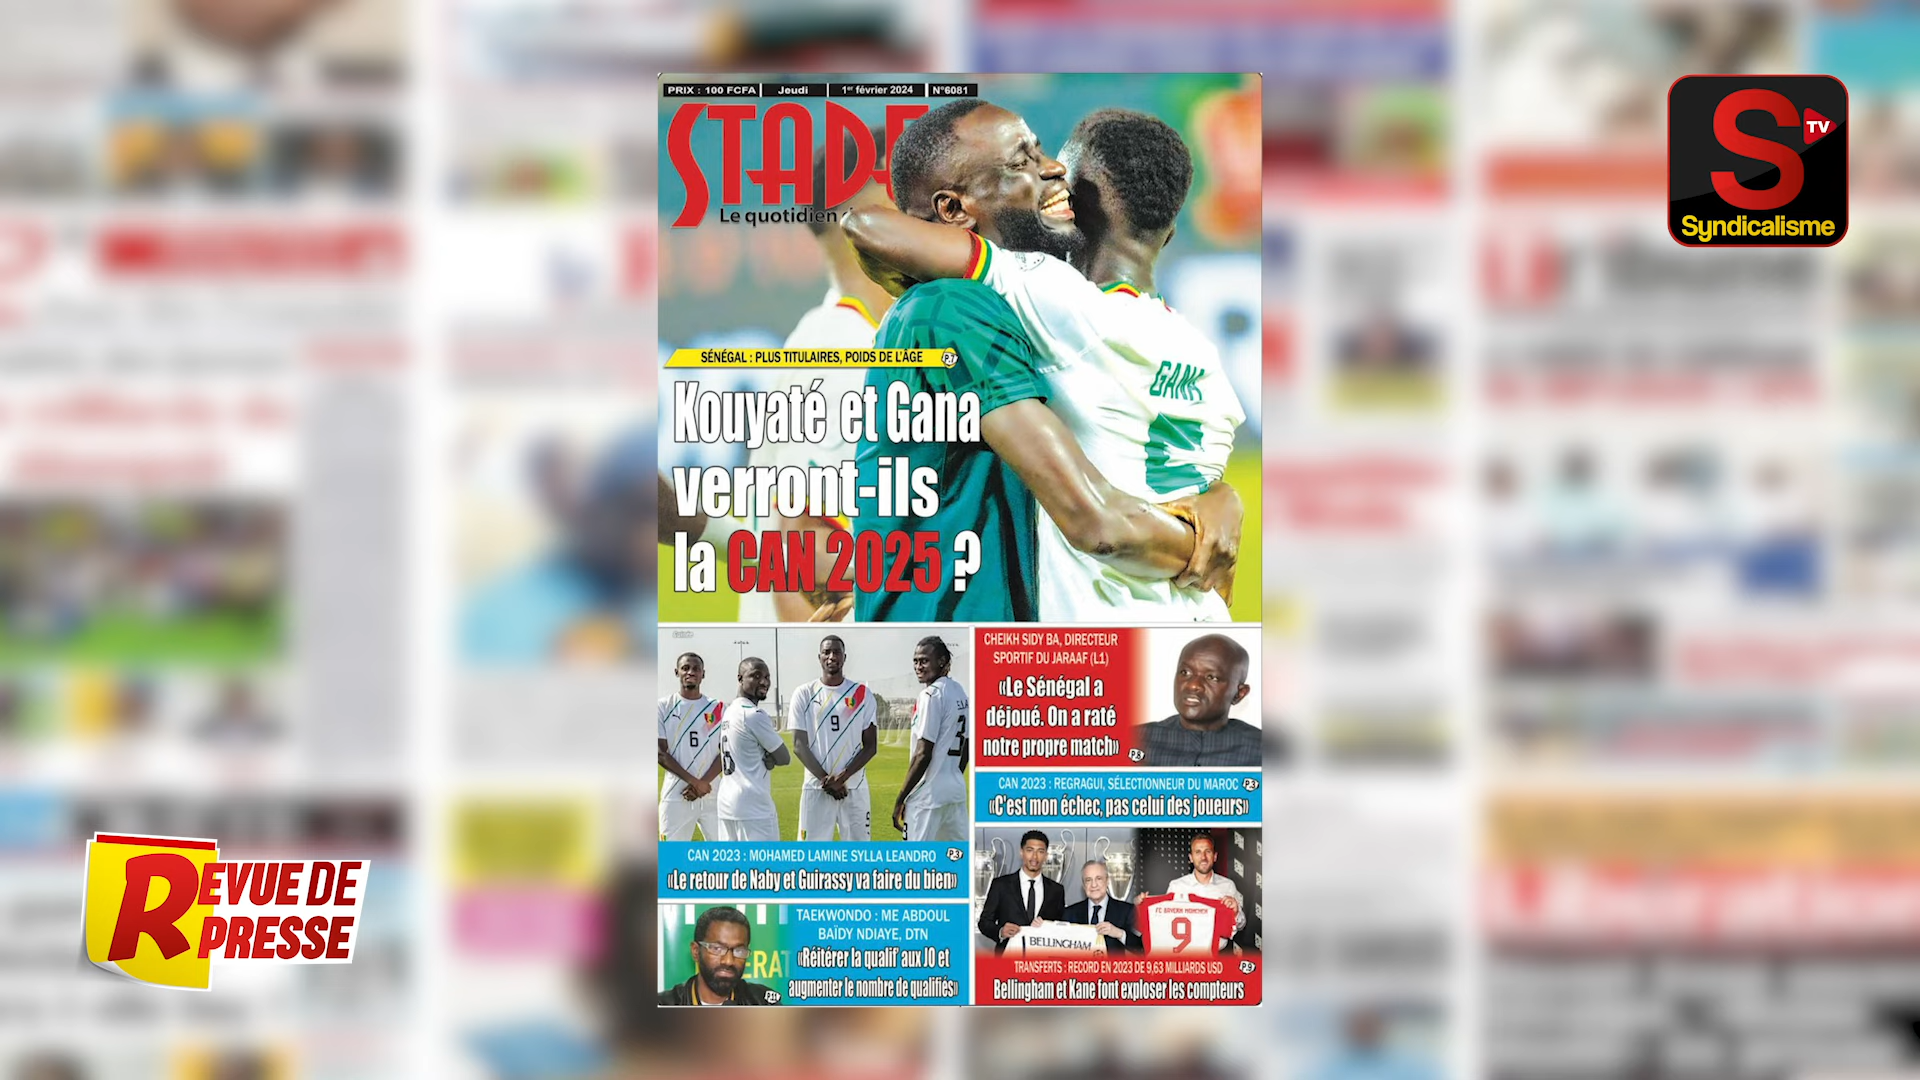 PRIX : 100 FCFA Jeudi 1er février 2024 N°6081
STADE
Le quotidien
GANA
SÉNÉGAL : PLUS TITULAIRES, POIDS DE L'ÂGE P.7
Kouyaté et Gana
verront-ils
la CAN 2025 ?
6
9
3
CAN 2023 : MOHAMED LAMINE SYLLA LEANDRO P.3
«Le retour de Naby et Guirassy va faire du bien»
TAEKWONDO : ME ABDOUL
BAÏDY NDIAYE, DTN
«Réitérer la qualif aux JO et
augmenter le nombre de qualifiés»
CHEIKH SIDY BA, DIRECTEUR
SPORTIF DU JARAAF (L1)
«Le Sénégal a
déjoué. On a raté
notre propre match»
CAN 2023 : REGRAGUI, SÉLECTIONNEUR DU MAROC P.3
«C'est mon échec, pas celui des joueurs»
BELLINGHAM
FC BAYERN MÜNCHEN
9
TRANSFERTS : RECORD EN 2023 DE 9,63 MILLIARDS USD
Bellingham et Kane font exploser les compteurs
S TV
Syndicalisme
REVUE DE
PRESSE